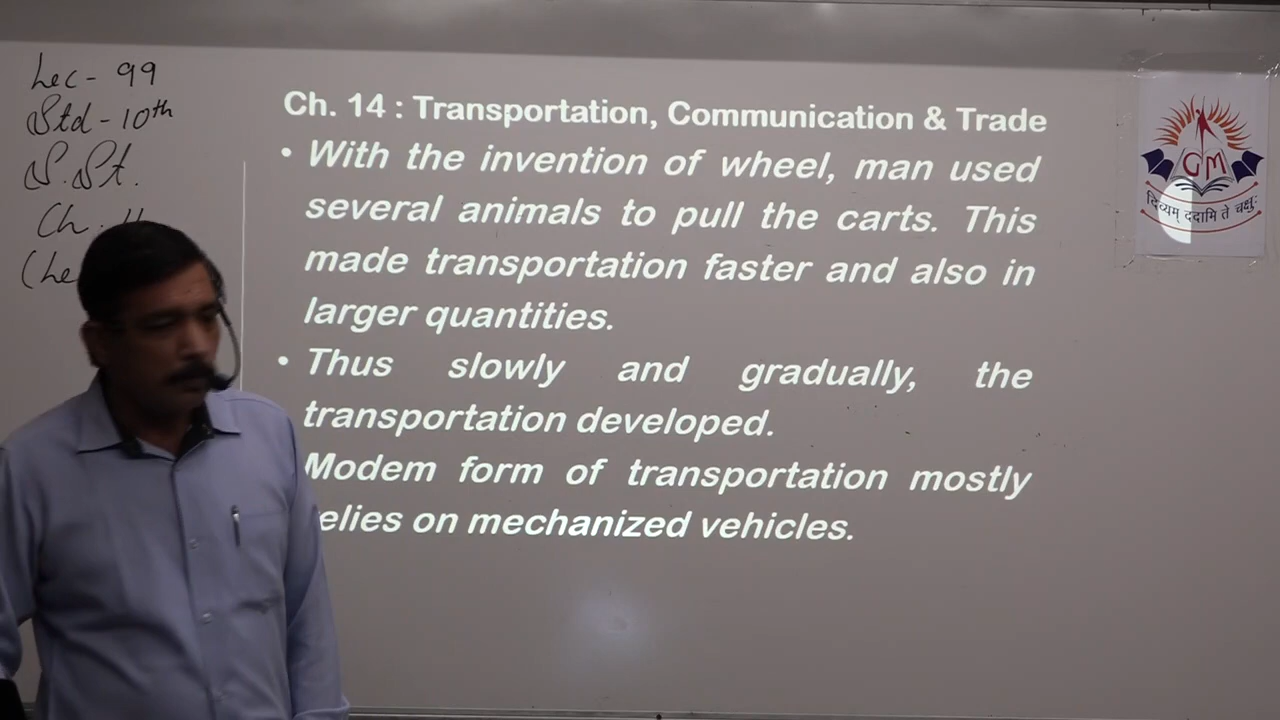 Lec - 99
Std - 10th
S.St.
Ch.
Ch. 14 : Transportation, Communication & Trade
• With the invention of wheel, man used
several animals to pull the carts. This
made transportation faster and also in
larger quantities.
• Thus slowly and gradually, the
transportation developed.
Modem form of transportation mostly
elies on mechanized vehicles.
GM
दिव्यम् ददामि ते चक्षुः